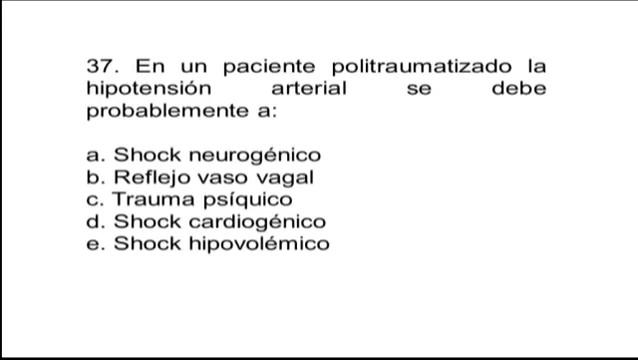 37. En un paciente politraumatizado la
hipotensión arterial se debe
probablemente a:
a. Shock neurogénico
b. Reflejo vaso vagal
c. Trauma psíquico
d. Shock cardiogénico
e. Shock hipovolémico